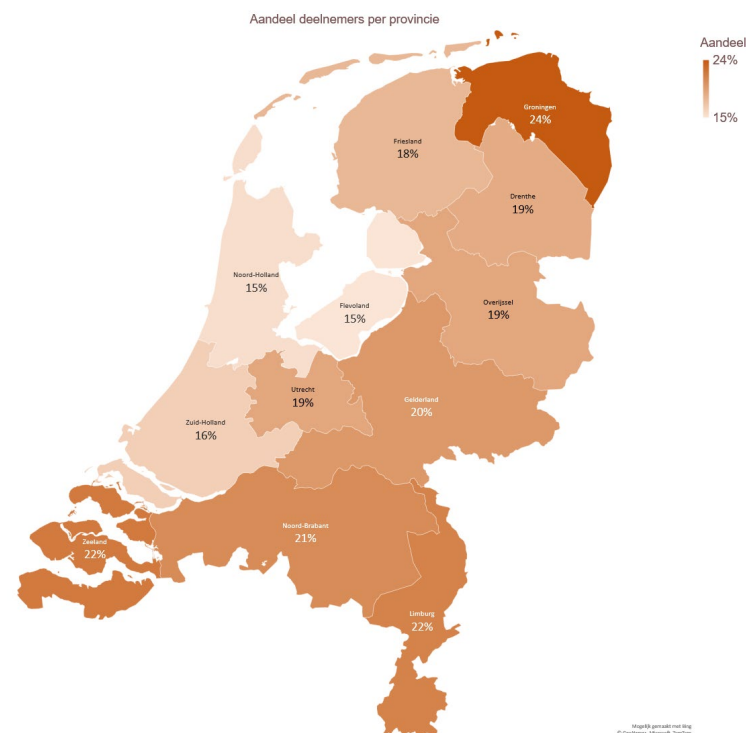 Aandeel deelnemers per provincie
Aandeel
24%
15%
Groningen
24%
Friesland
18%
Drenthe
19%
Noord-Holland
15%
Flevoland
15%
Overijssel
19%
Utrecht
19%
Gelderland
20%
Zuid-Holland
16%
Noord-Brabant
21%
Zeeland
22%
Limburg
22%
Mogelijk gemaakt met Bing